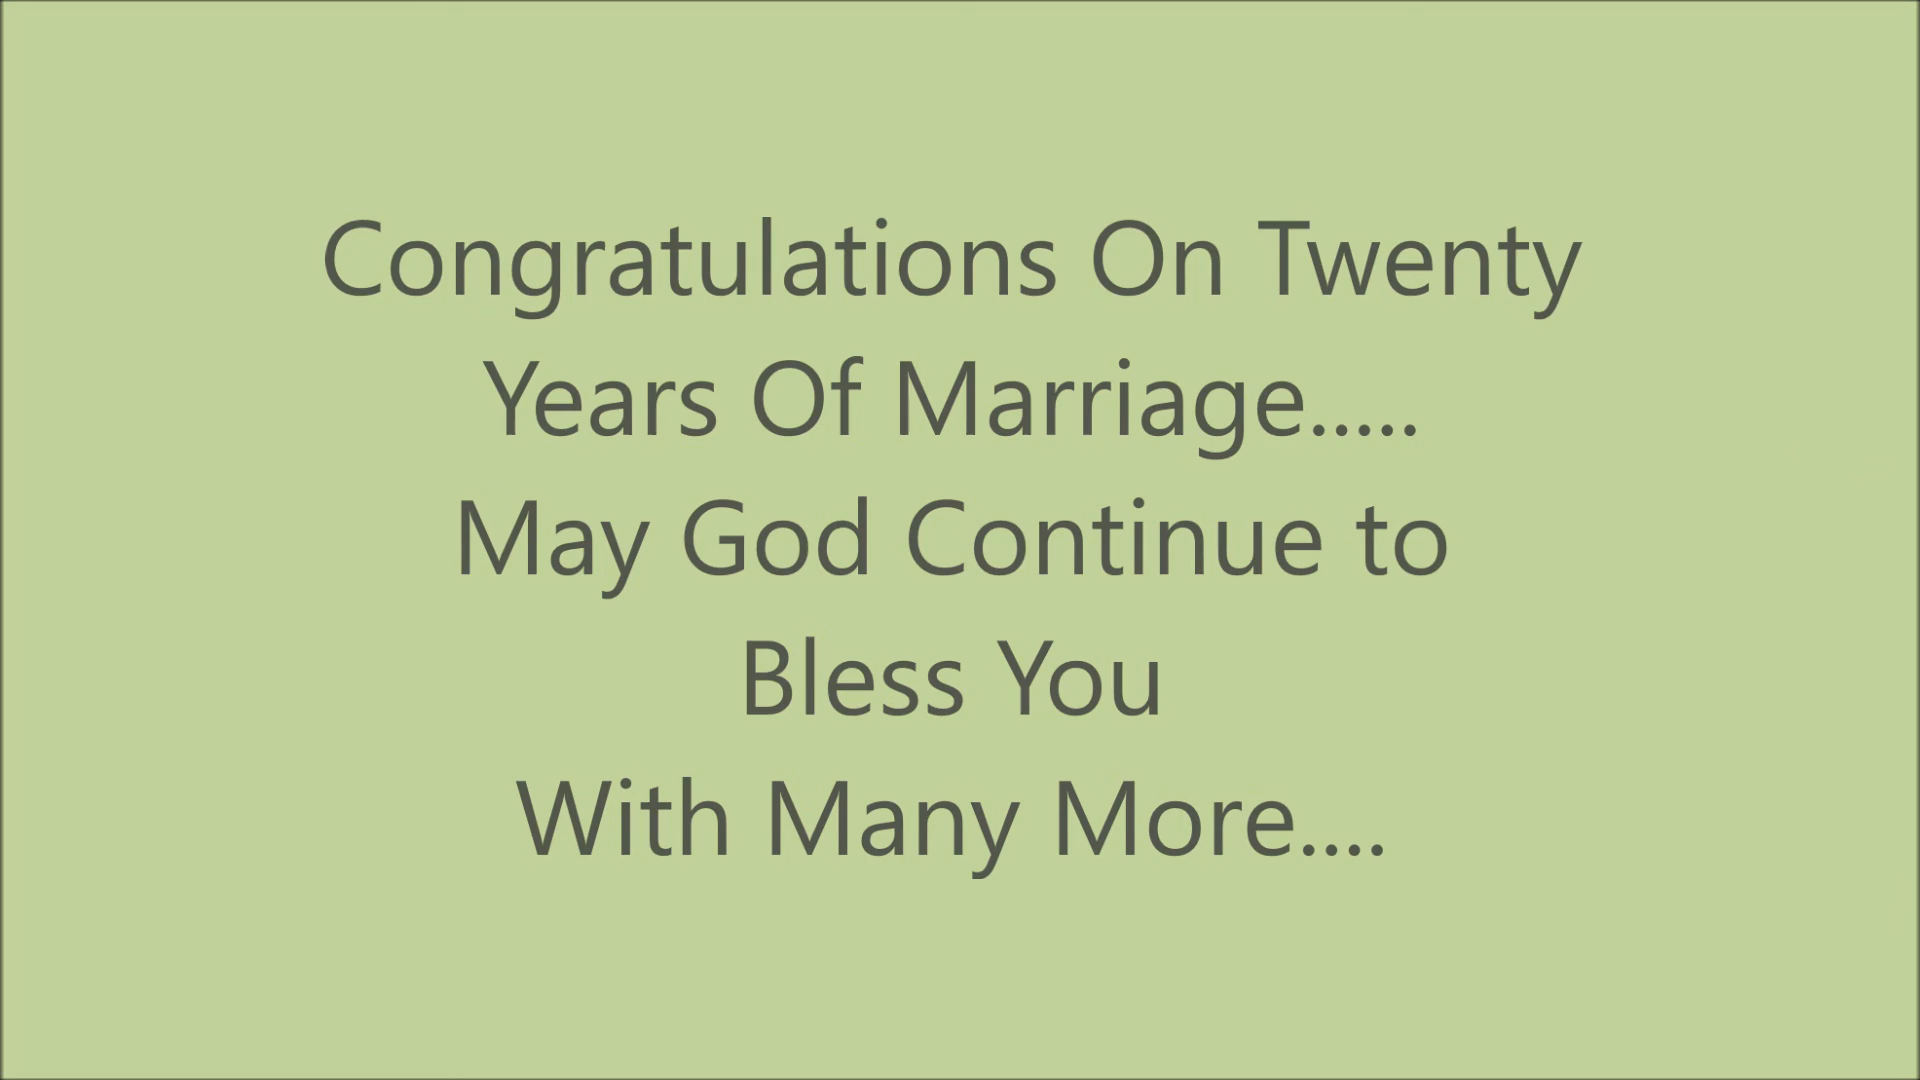 Congratulations On Twenty
Years Of Marriage.....
May God Continue to
Bless You
With Many More....